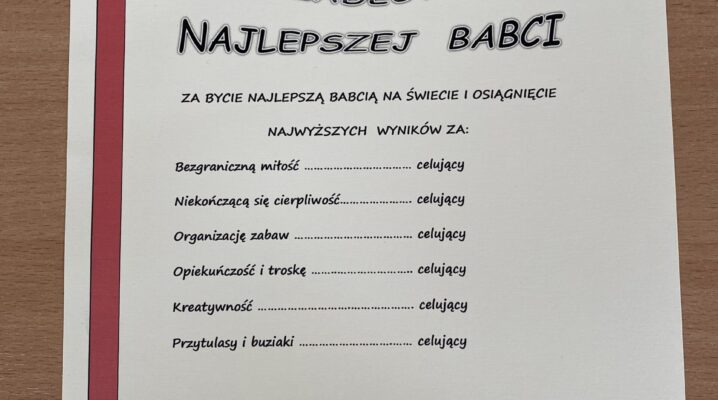 NAJLEPSZEJ BABCI
ZA BYCIE NAJLEPSZĄ BABCIĄ NA ŚWIECIE I OSIĄGNIĘCIE
NAJWYŻSZYCH WYNIKÓW ZA:
Bezgraniczną miłość ................................ celujący
Niekończącą się cierpliwość..................... celujący
Organizację zabaw ................................... celujący
Opiekuńczość i troskę .............................. celujący
Kreatywność .............................................. celujący
Przytulasy i buziaki .................................. celujący